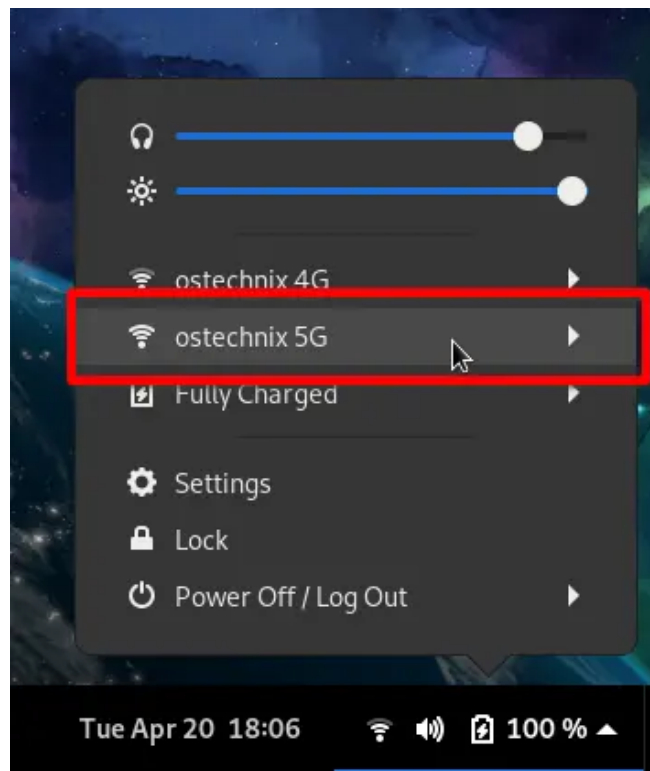 ostechnix 4G
ostechnix 5G
Fully Charged
Settings
Lock
Power Off / Log Out
Tue Apr 20 18:06 100 %